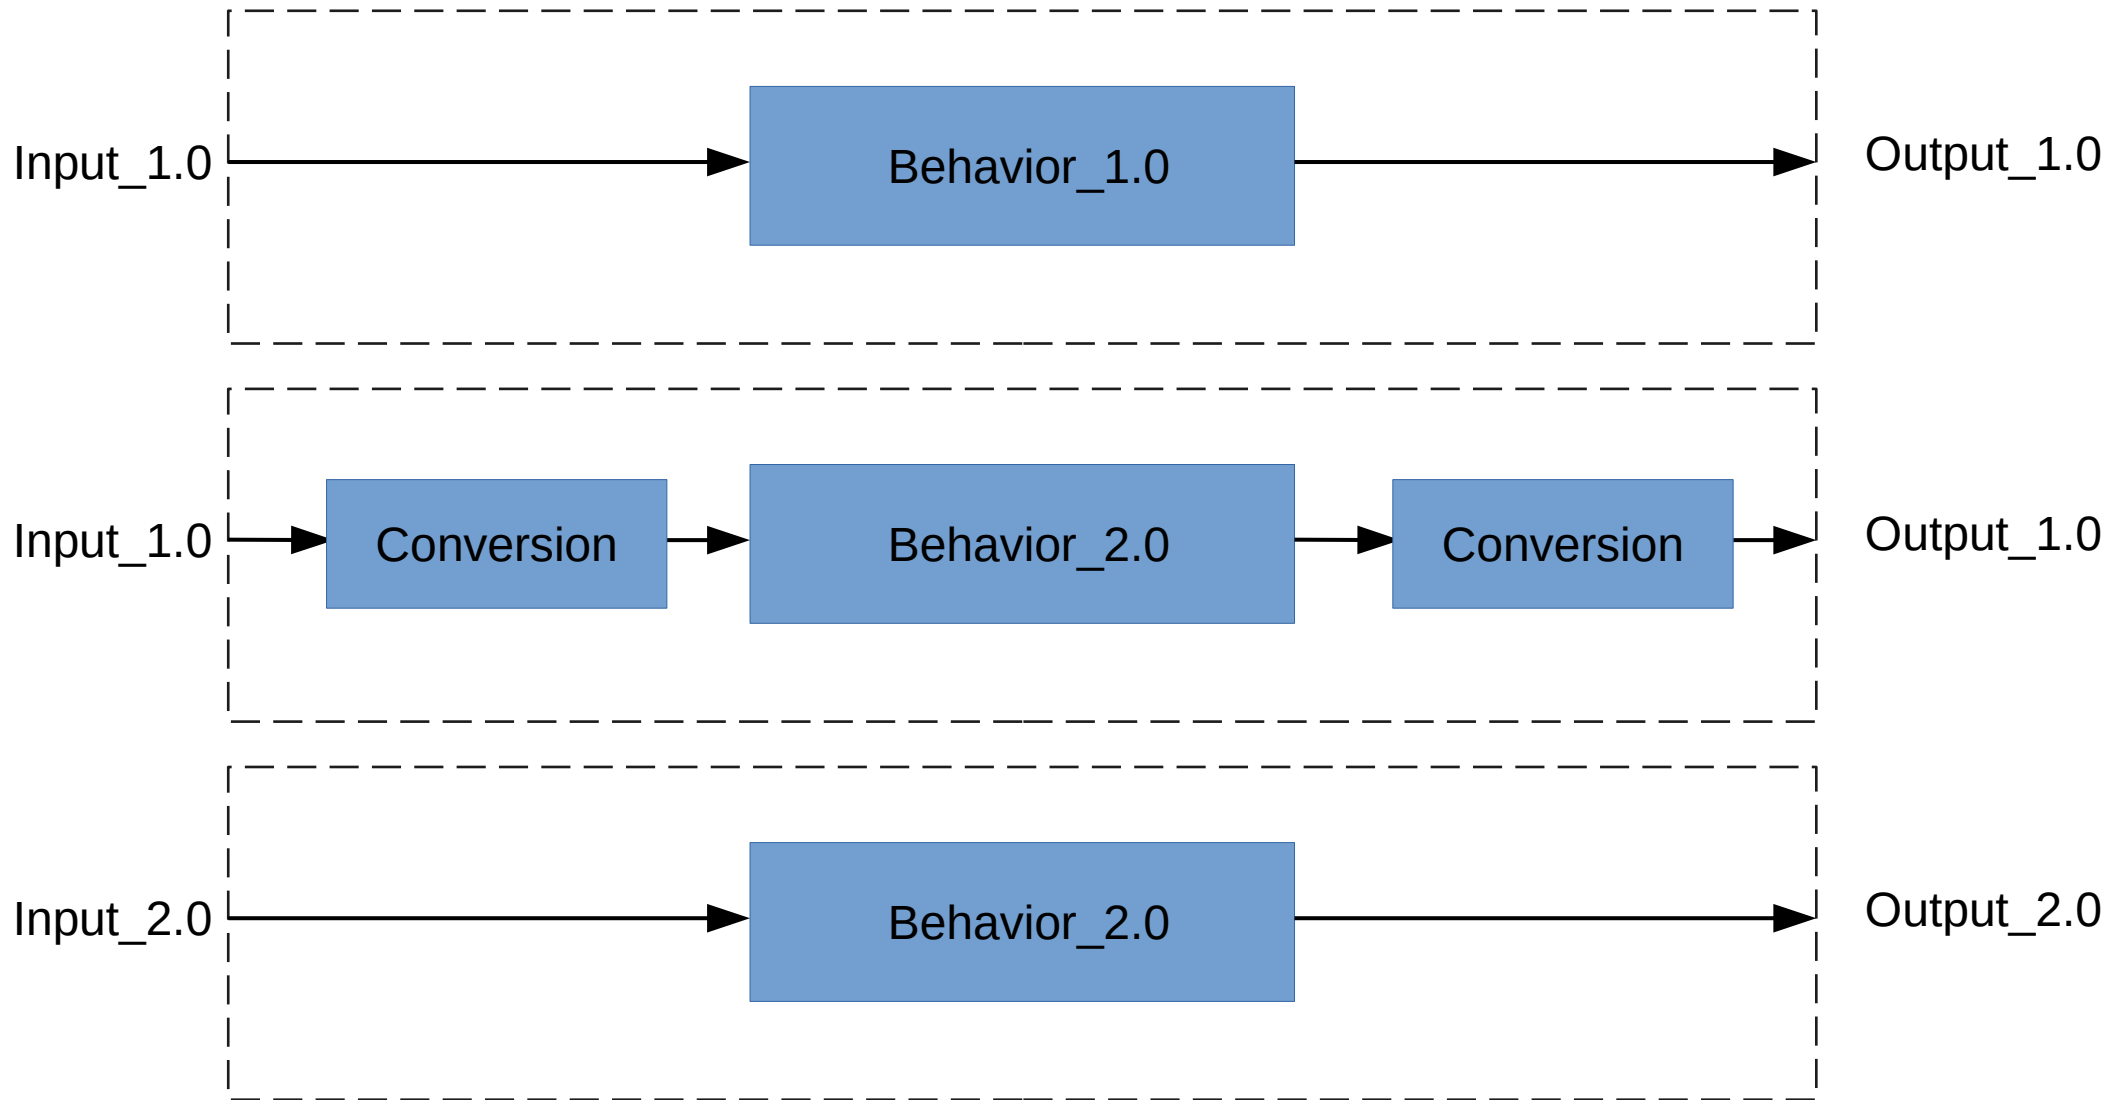 Input_1.0
Behavior_1.0
Output_1.0
Input_1.0
Conversion
Behavior_2.0
Conversion
Output_1.0
Input_2.0
Behavior_2.0
Output_2.0